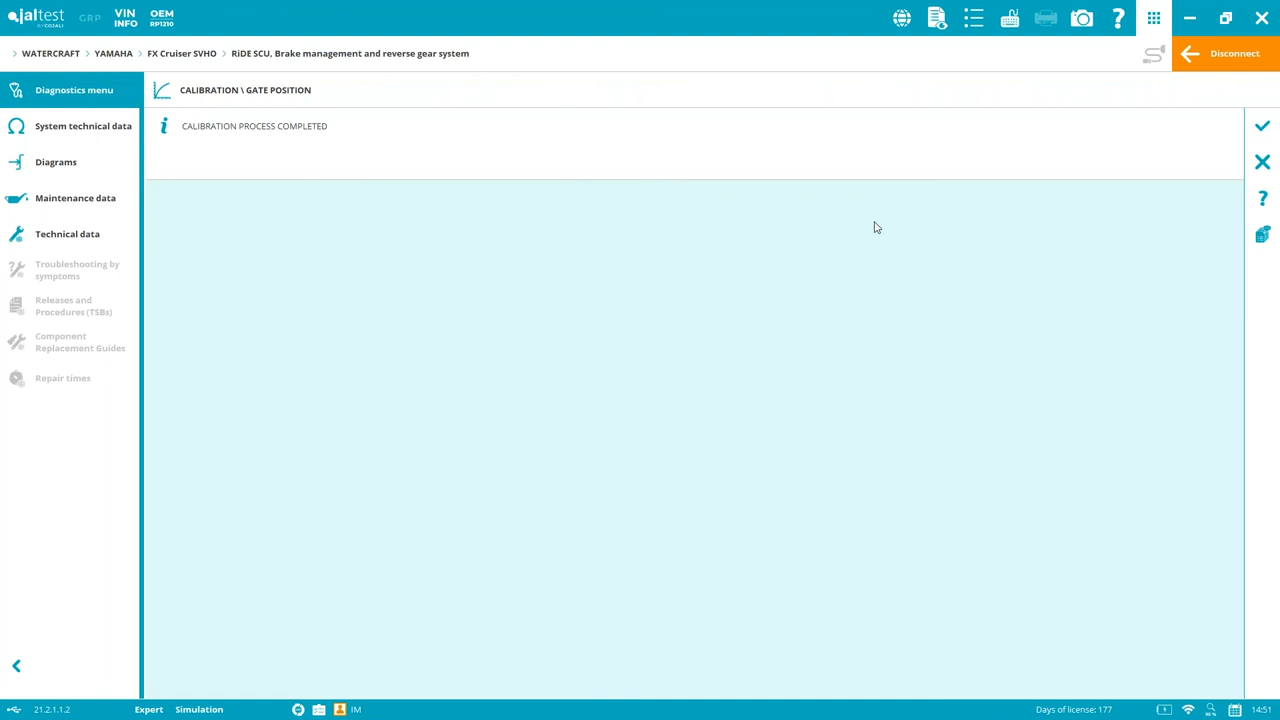 jaltest
BY COJALI
GRP
VIN
INFO
OEM
RP1210
WATERCRAFT
YAMAHA
FX Cruiser SVHO
RiDE SCU, Brake management and reverse gear system
Disconnect
Diagnostics menu
CALIBRATION \ GATE POSITION
System technical data
CALIBRATION PROCESS COMPLETED
Diagrams
Maintenance data
Technical data
Troubleshooting by
symptoms
Releases and
Procedures (TSBs)
Component
Replacement Guides
Repair times
21.2.1.1.2
Expert
Simulation
IM
Days of license: 177
14:51